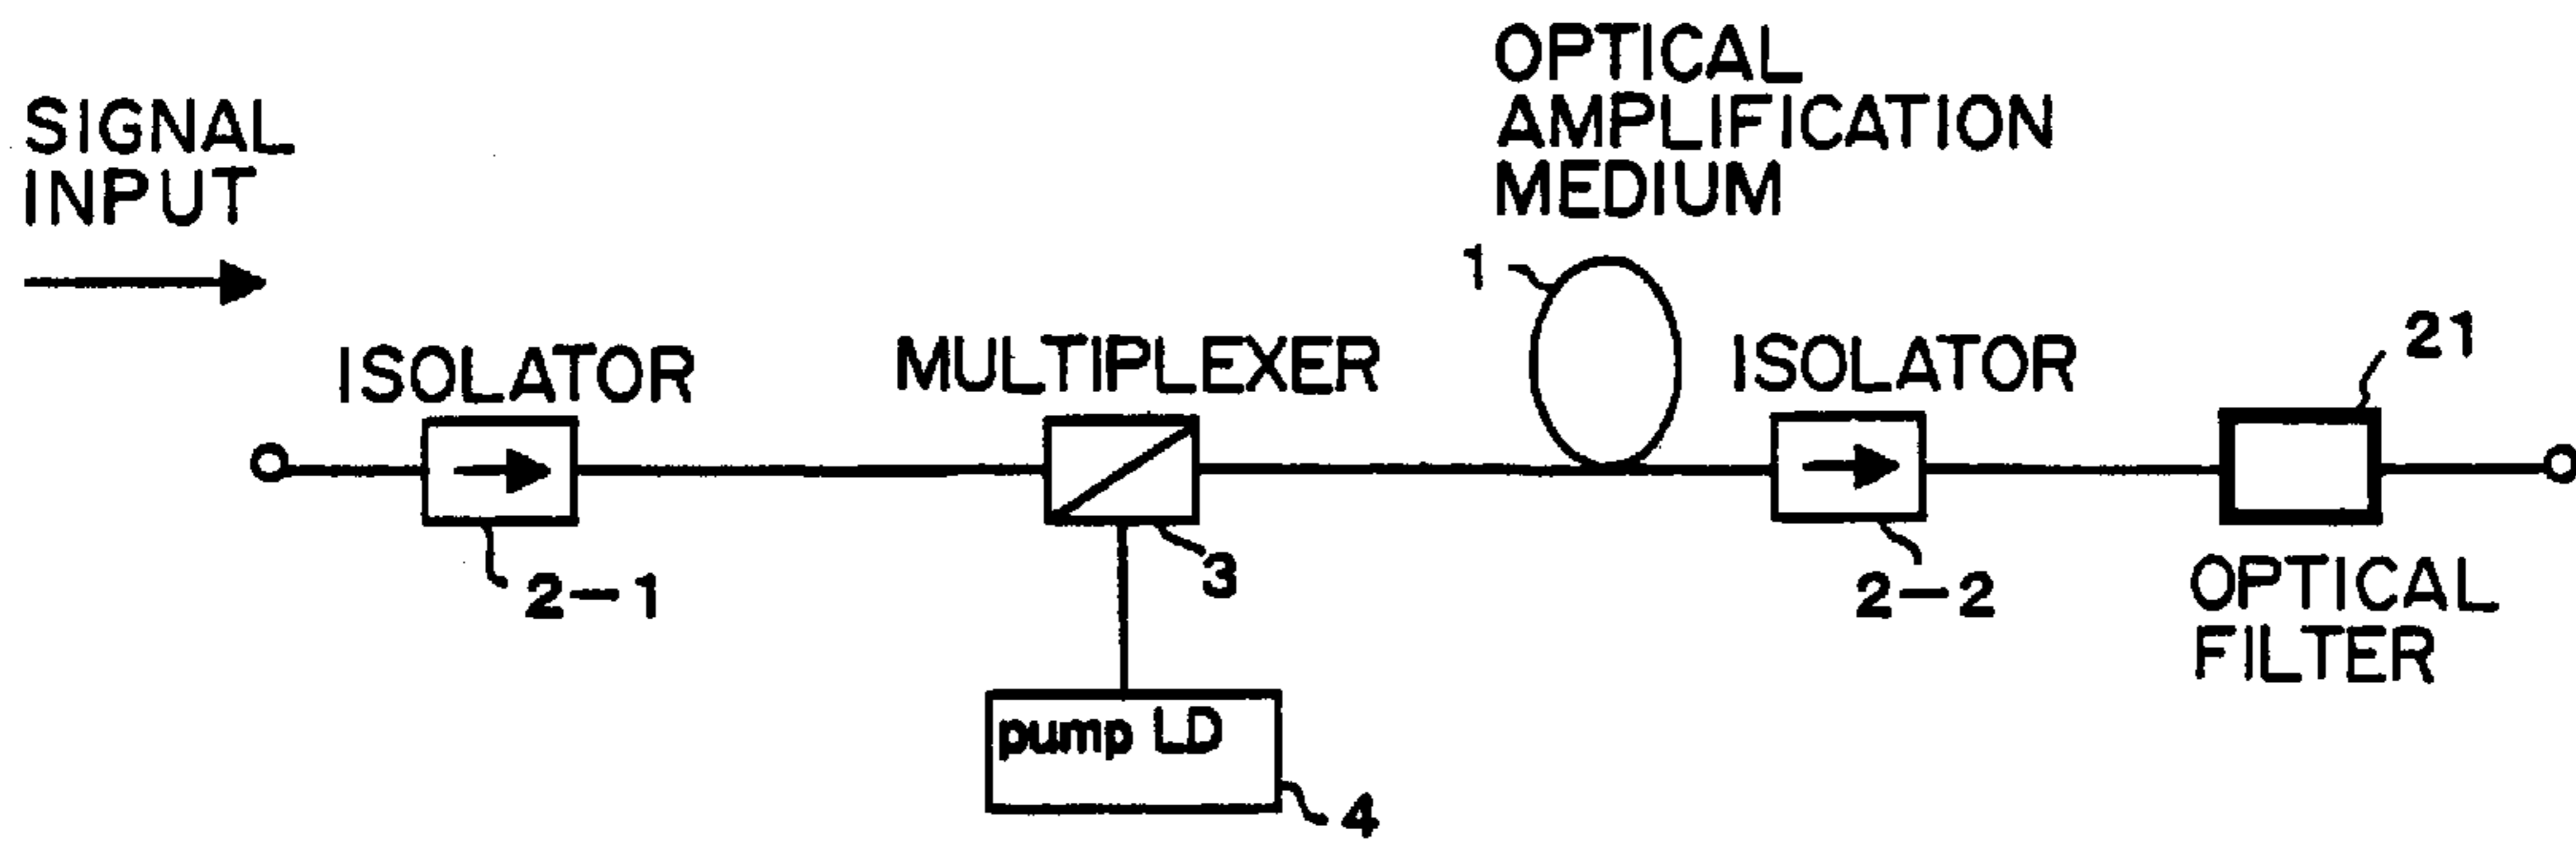 SIGNAL
INPUT
OPTICAL
AMPLIFICATION
MEDIUM
1
21
ISOLATOR
MULTIPLEXER
ISOLATOR
2-1
3
2-2
OPTICAL
FILTER
pump LD
4